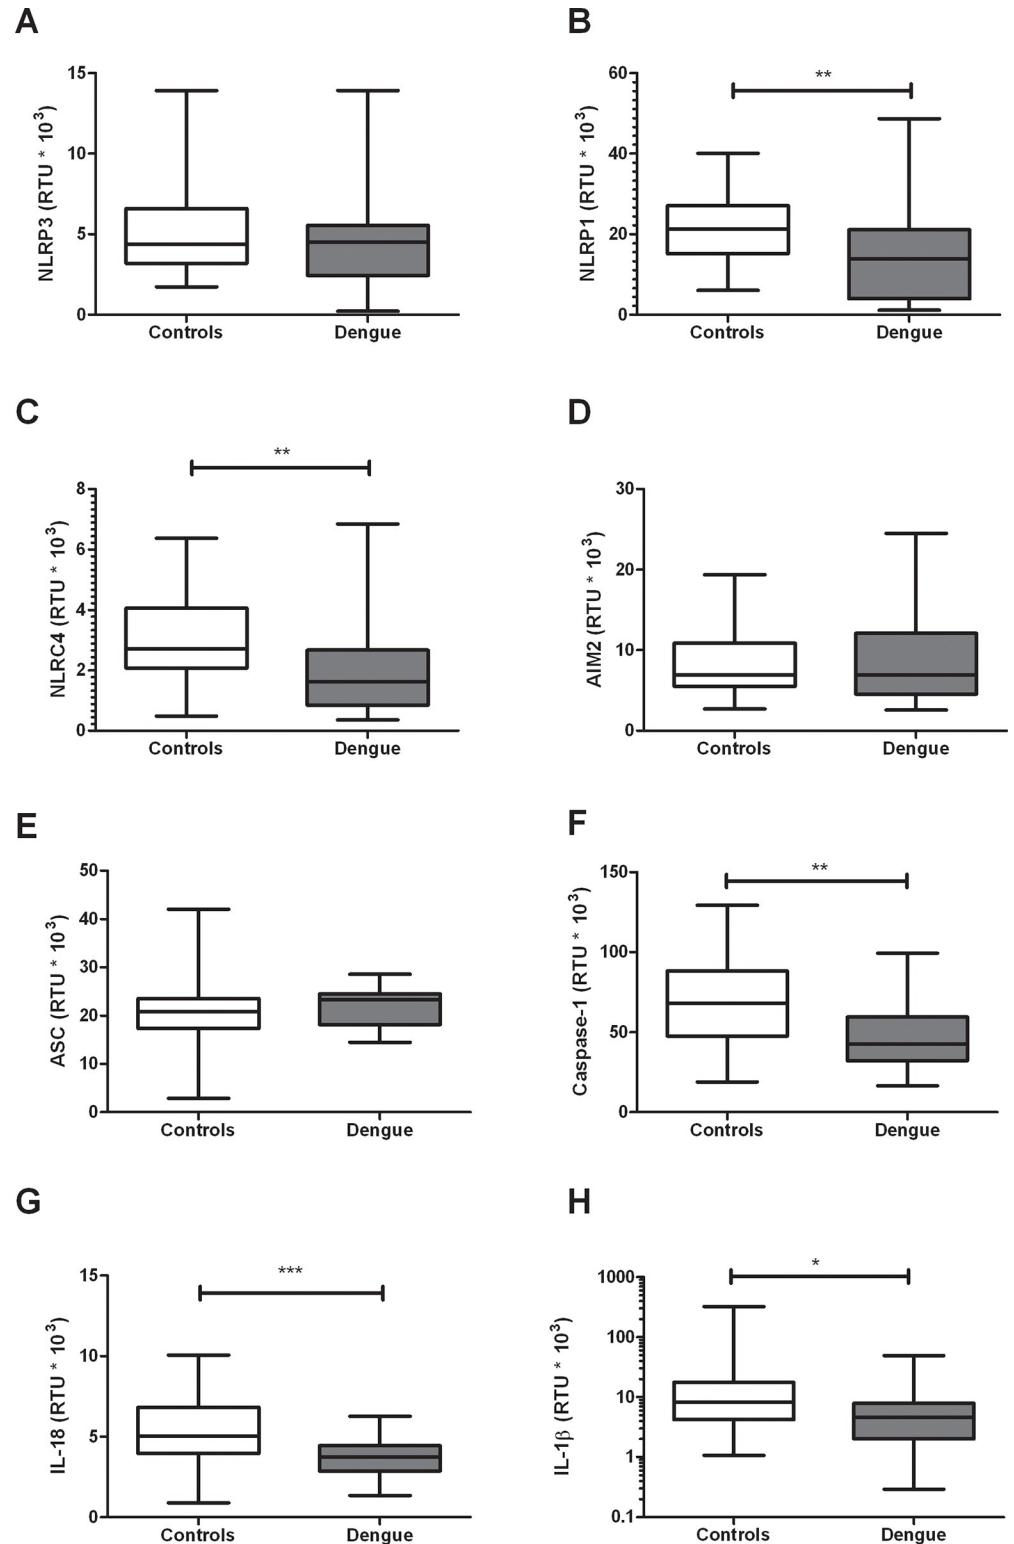 A
NLRP3 (RTU * 10³)
15
10
5
0
Controls
Dengue
B
NLRP1 (RTU * 10³)
60
40
20
0
**
Controls
Dengue
C
NLRC4 (RTU * 10³)
8
6
4
2
0
**
Controls
Dengue
D
AIM2 (RTU * 10³)
30
20
10
0
Controls
Dengue
E
ASC (RTU * 10³)
50
40
30
20
10
0
Controls
Dengue
F
Caspase-1 (RTU * 10³)
150
100
50
0
**
Controls
Dengue
G
IL-18 (RTU * 10³)
15
10
5
0
***
Controls
Dengue
H
IL-1β (RTU * 10³)
1000
100
10
1
0.1
*
Controls
Dengue